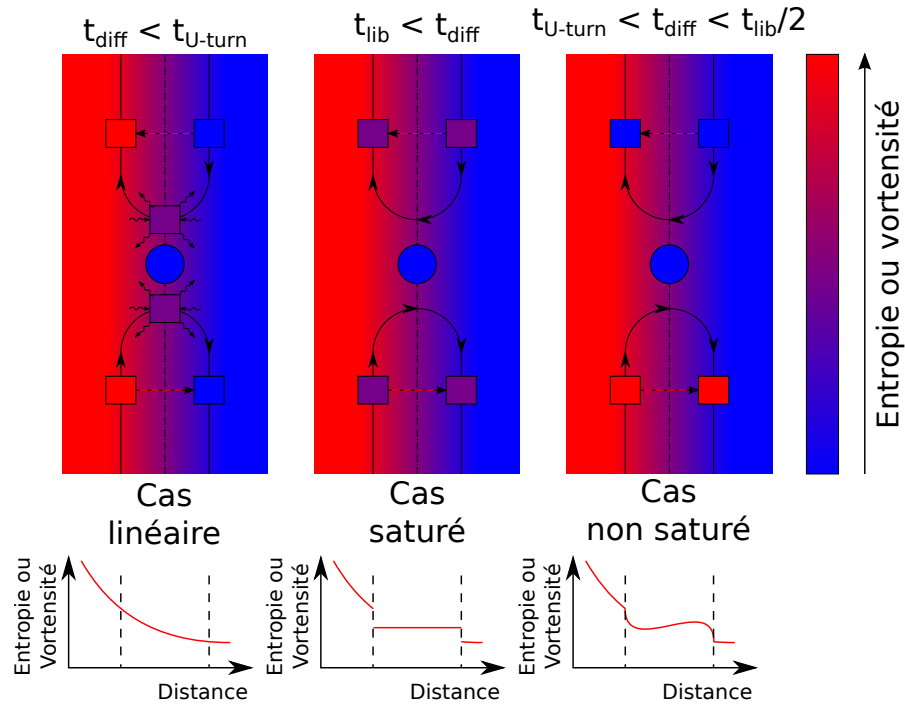 t_diff < t_U-turn
t_lib < t_diff
t_U-turn < t_diff < t_lib/2
Entropie ou vortensité
Cas
linéaire
Cas
saturé
Cas
non saturé
Entropie ou
Vortensité
Distance
Entropie ou
Vortensité
Distance
Entropie ou
Vortensité
Distance